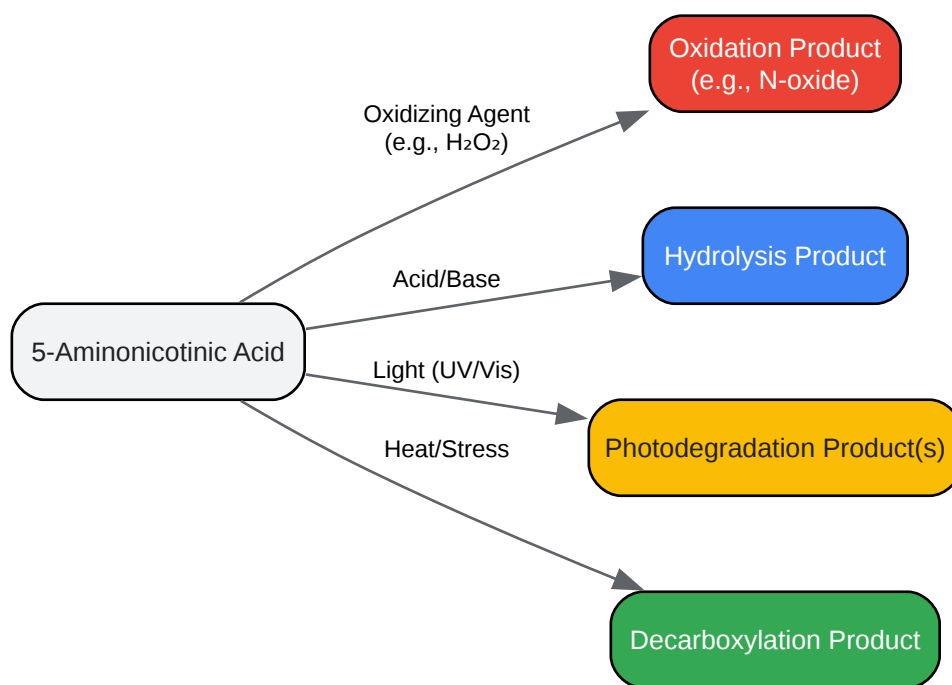 Oxidation Product
(e.g., N-oxide)
Oxidizing Agent
(e.g., H₂O₂)
Hydrolysis Product
Acid/Base
5-Aminonicotinic Acid
Light (UV/Vis)
Photodegradation Product(s)
Heat/Stress
Decarboxylation Product